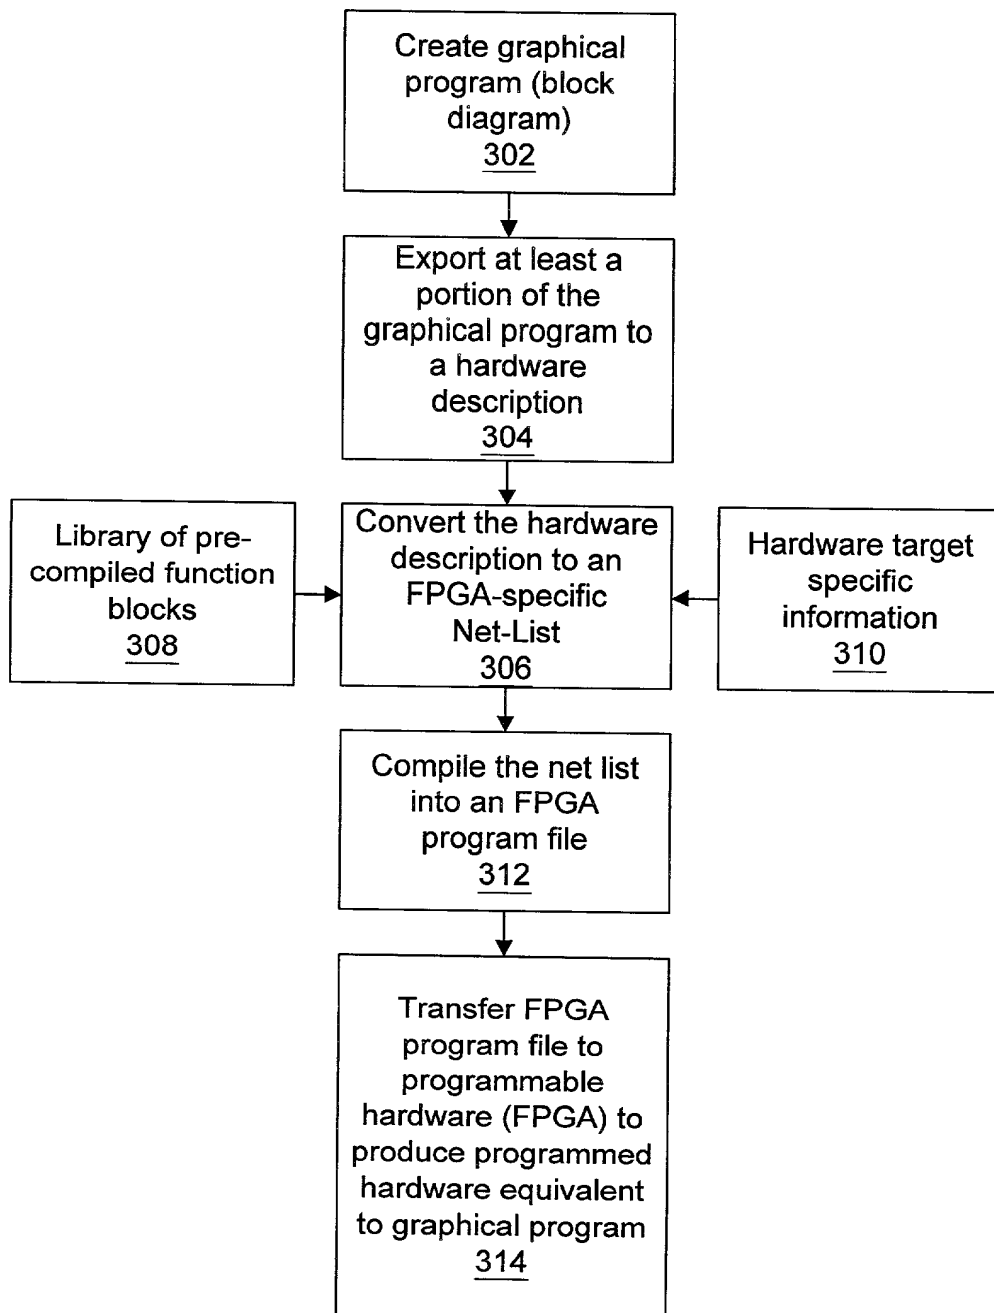 Create graphical
program (block
diagram)
302
Export at least a
portion of the
graphical program to
a hardware
description
304
Library of pre-
compiled function
blocks
308
Convert the hardware
description to an
FPGA-specific
Net-List
306
Hardware target
specific
information
310
Compile the net list
into an FPGA
program file
312
Transfer FPGA
program file to
programmable
hardware (FPGA) to
produce programmed
hardware equivalent
to graphical program
314